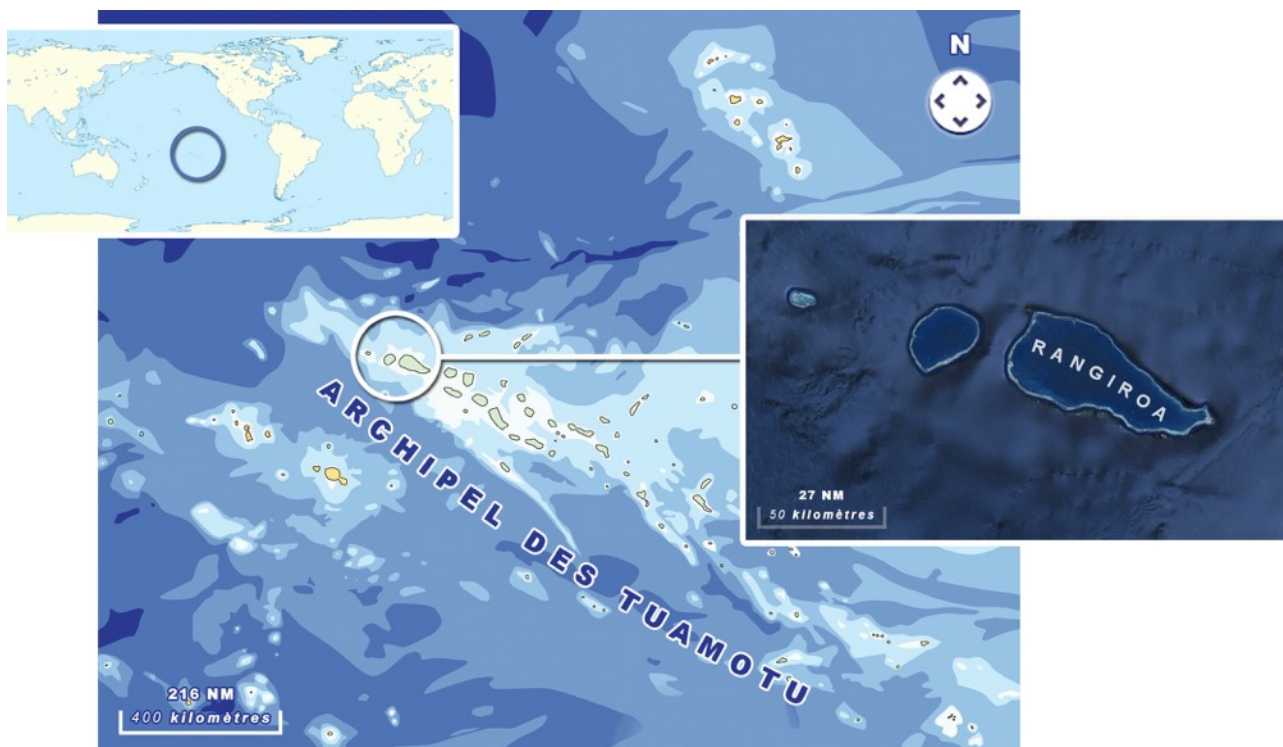 N
RANGIROA
27 NM
50 kilomètres
ARCHIPEL DES TUAMOTU
216 NM
400 kilomètres